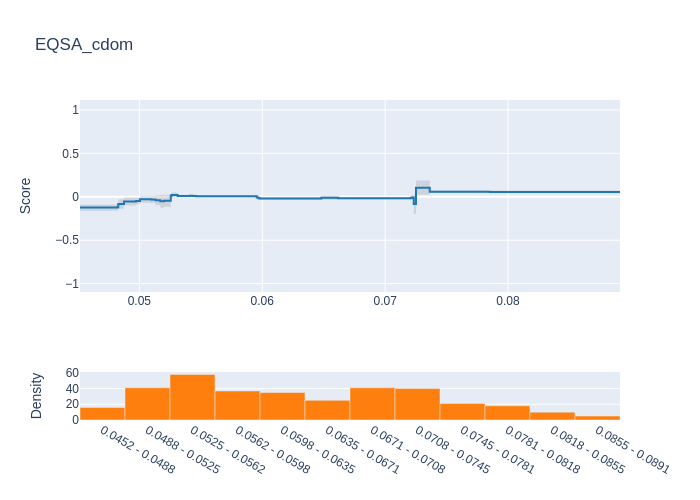 EQSA_cdom
Score
1
0.5
0
−0.5
−1
0.05
0.06
0.07
0.08
Density
60
40
20
0
0.0452 - 0.0488
0.0488 - 0.0525
0.0525 - 0.0562
0.0562 - 0.0598
0.0598 - 0.0635
0.0635 - 0.0671
0.0671 - 0.0708
0.0708 - 0.0745
0.0745 - 0.0781
0.0781 - 0.0818
0.0818 - 0.0855
0.0855 - 0.0891